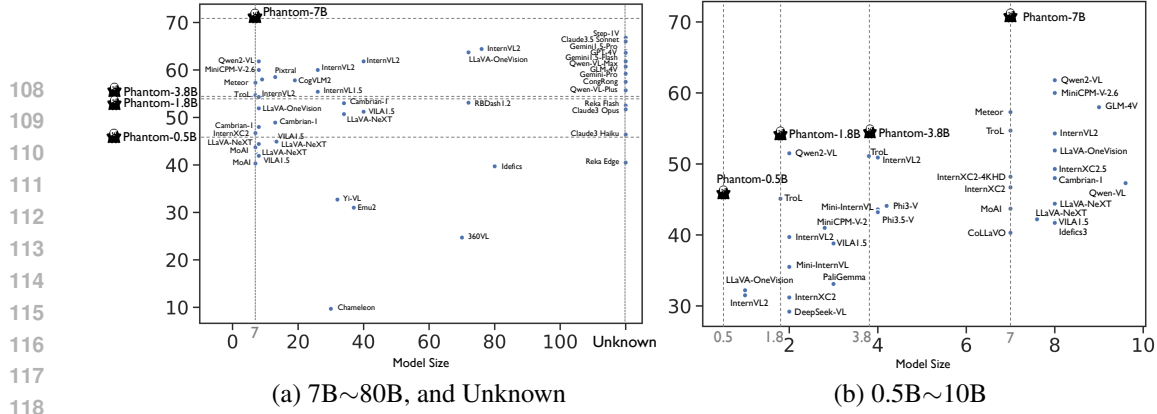 108
109
110
111
112
113
114
115
116
117
118
70
60
50
40
30
20
10
0
20
40
60
80
100
Unknown
7
Model Size
Phantom-7B
Phantom-3.8B
Phantom-1.8B
Phantom-0.5B
Qwen2-VL
MiniCPM-V-2.6
Meteor
Pixtral
CogVLM2
InternVL2
InternVL2
InternVL2
LLaVA-OneVision
TroL
InternVL2
InternVL1.5
LLaVA-OneVision
Cambrian-1
VILA1.5
LLaVA-NeXT
RBDash1.2
Cambrian-1
Cambrian-1
InternXC2
VILA1.5
LLaVA-NeXT
LLaVA-NeXT
MoAI
MoAI
VILA1.5
Idefics
Yi-VL
Emu2
360VL
Chameleon
Step-1V
Claude3.5 Sonnet
Gemini1.5-Pro
GPT-4V
Gemini1.5-Flash
Qwen-VL-Max
GLM-4V
Gemini-Pro
CongRong
Qwen-VL-Plus
Reka Flash
Claude3 Opus
Claude3 Haiku
Reka Edge
(a) 7B~80B, and Unknown
70
60
50
40
30
0.5
1.8
2
3.8
4
6
7
8
10
Model Size
Phantom-7B
Phantom-1.8B
Phantom-3.8B
Phantom-0.5B
Qwen2-VL
MiniCPM-V-2.6
GLM-4V
Meteor
TroL
InternVL2
LLaVA-OneVision
Qwen2-VL
TroL
InternVL2
InternXC2.5
InternXC2-4KHD
Cambrian-1
InternXC2
Qwen-VL
TroL
Mini-InternVL
Phi3-V
Phi3.5-V
MoAI
LLaVA-NeXT
LLaVA-NeXT
VILA1.5
Idefics3
MiniCPM-V-2
InternVL2
VILA1.5
CoLLaVO
Mini-InternVL
PaliGemma
LLaVA-OneVision
InternVL2
InternXC2
DeepSeek-VL
(b) 0.5B~10B